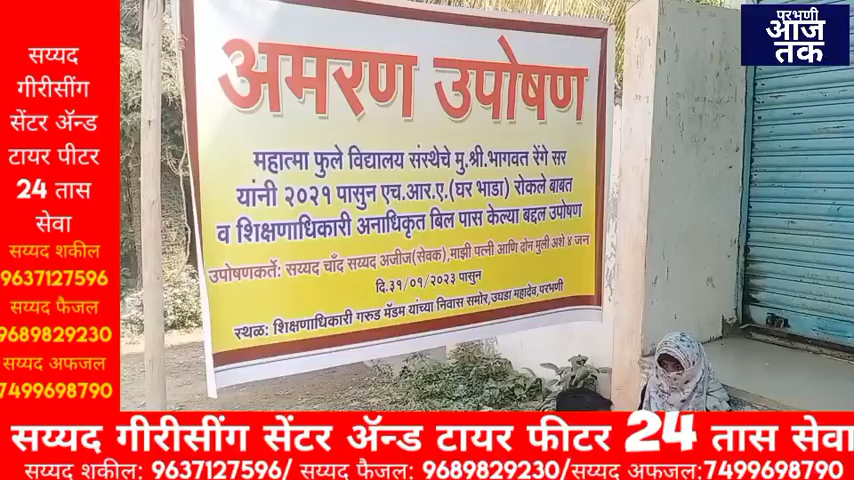 सय्यद
गीरीसींग
सेंटर ॲन्ड
टायर पीटर
24 तास
सेवा
सय्यद शकील
9637127596
सय्यद फैजल
9689829230
सय्यद अफजल
7499698790
परभणी
आज
तक
अमरण उपोषण
महात्मा फुले विद्यालय संस्थेचे मु.श्री.भागवत रेंगे सर
यांनी २०२१ पासुन एच.आर.ए.(घर भाडा) रोकले बाबत
व शिक्षणाधिकारी अनाधिकृत बिल पास केल्या बद्दल उपोषण
उपोषणकर्ते: सय्यद चाँद सय्यद अजीज(सेवक),माझी पत्नी आणि दोन मुली अशे ४ जन
दि.३१/०१/२०२३ पासुन
स्थळ: शिक्षणाधिकारी गरुड मॅडम यांच्या निवास समोर,उघडा महादेव,परभणी
सय्यद गीरीसींग सेंटर ॲन्ड टायर फीटर 24 तास सेवा
सय्यद शकील: 9637127596/ सय्यद फैजल: 9689829230/सय्यद अफजल:7499698790